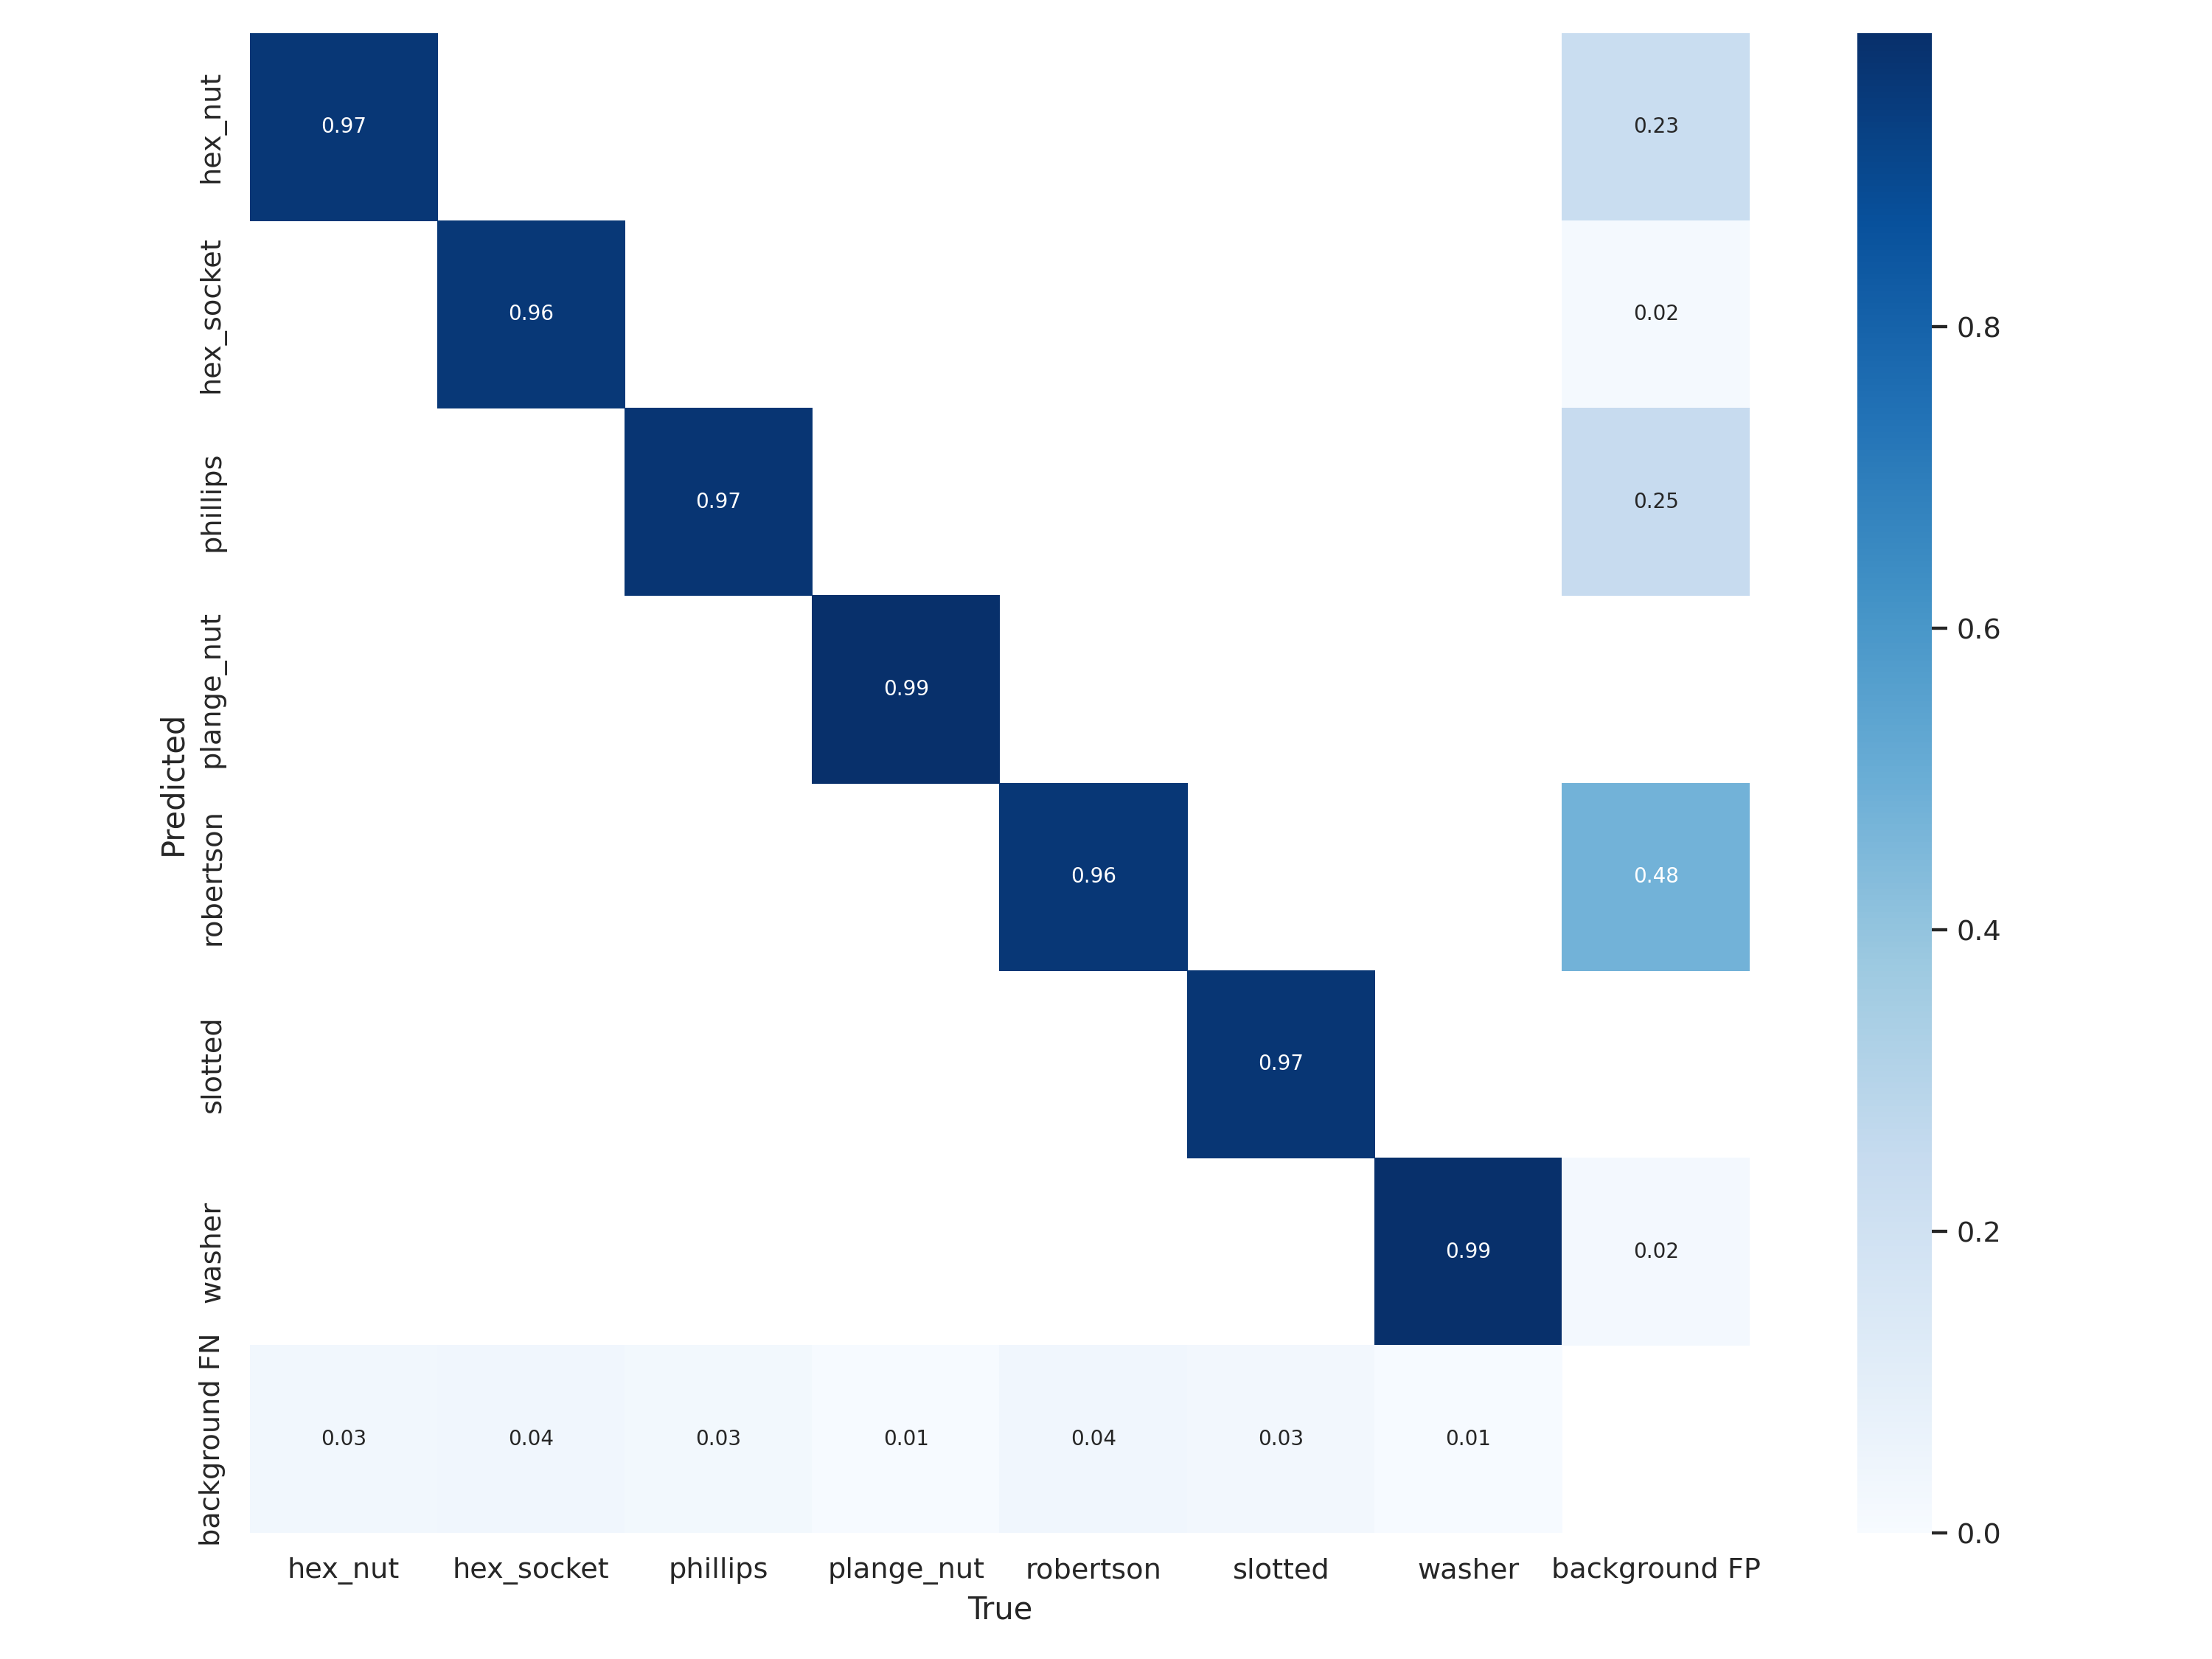 Predicted
hex_nut
0.97
0.23
hex_socket
0.96
0.02
phillips
0.97
0.25
plange_nut
0.99
robertson
0.96
0.48
slotted
0.97
washer
0.99
0.02
background FN
0.03
0.04
0.03
0.01
0.04
0.03
0.01
hex_nut
hex_socket
phillips
plange_nut
robertson
slotted
washer
background FP
True
0.8
0.6
0.4
0.2
0.0